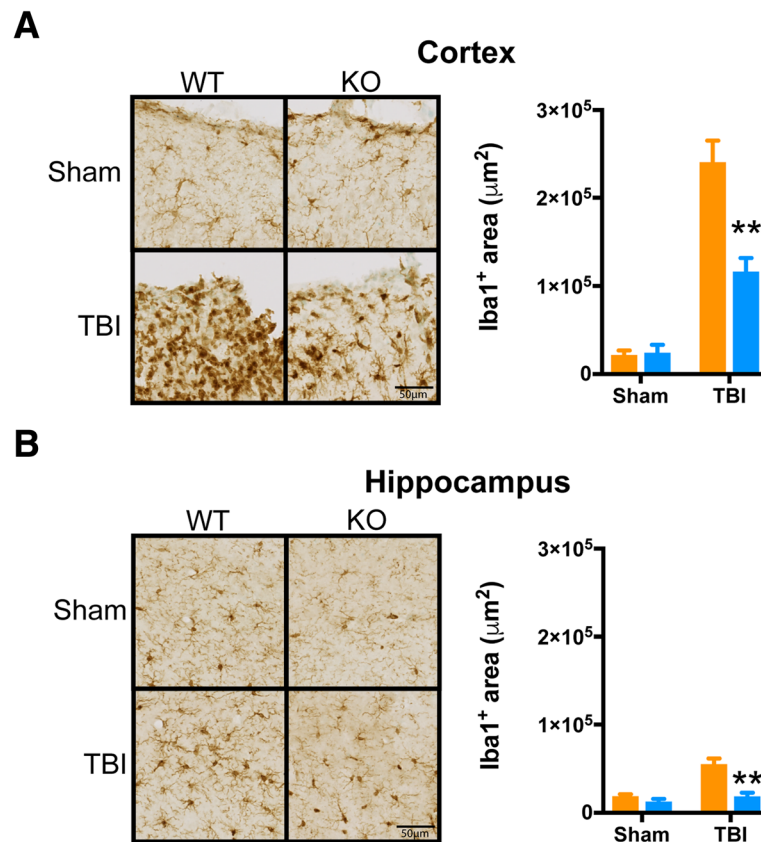 A
Cortex
WT KO
Sham
TBI
50µm
Iba1⁺ area (µm²)
3×10⁵
2×10⁵
1×10⁵
0
**
Sham TBI
B
Hippocampus
WT KO
Sham
TBI
50µm
Iba1⁺ area (µm²)
3×10⁵
2×10⁵
1×10⁵
0
**
Sham TBI